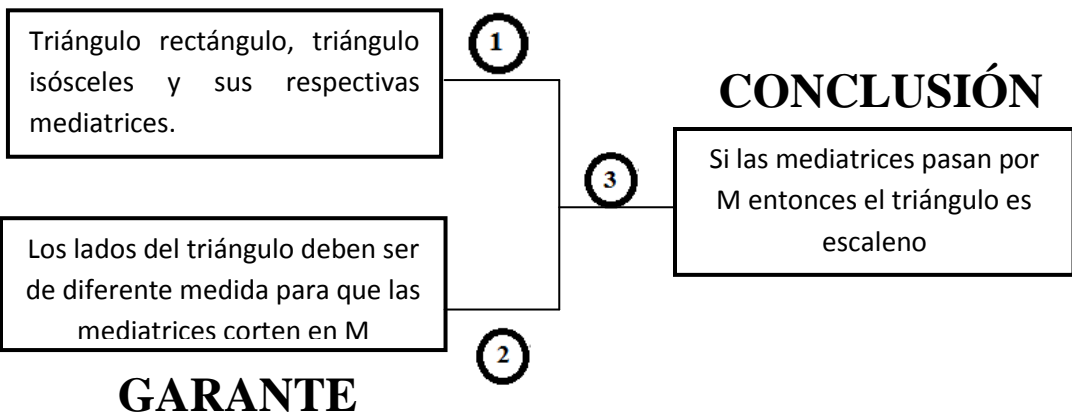 Triángulo rectángulo, triángulo
isósceles y sus respectivas
mediatrices.
1
CONCLUSIÓN
3
Si las mediatrices pasan por
M entonces el triángulo es
escaleno
Los lados del triángulo deben ser
de diferente medida para que las
mediatrices corten en M
2
GARANTE